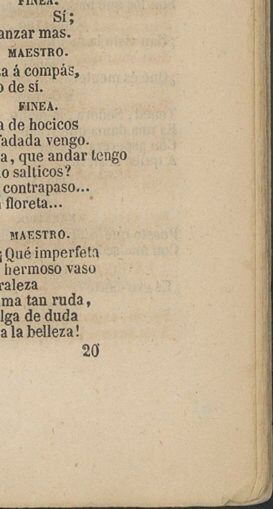 FINEA.
Sí;
anzar mas.
MAESTRO.
a á compás,
o de sí.
FINEA.
a de hocicos
fadada vengo.
a, que andar tengo
o salticos?
contrapaso...
floreta...
MAESTRO.
¡Qué imperfeta
hermoso vaso
raleza
ma tan ruda,
lga de duda
a la belleza!
20